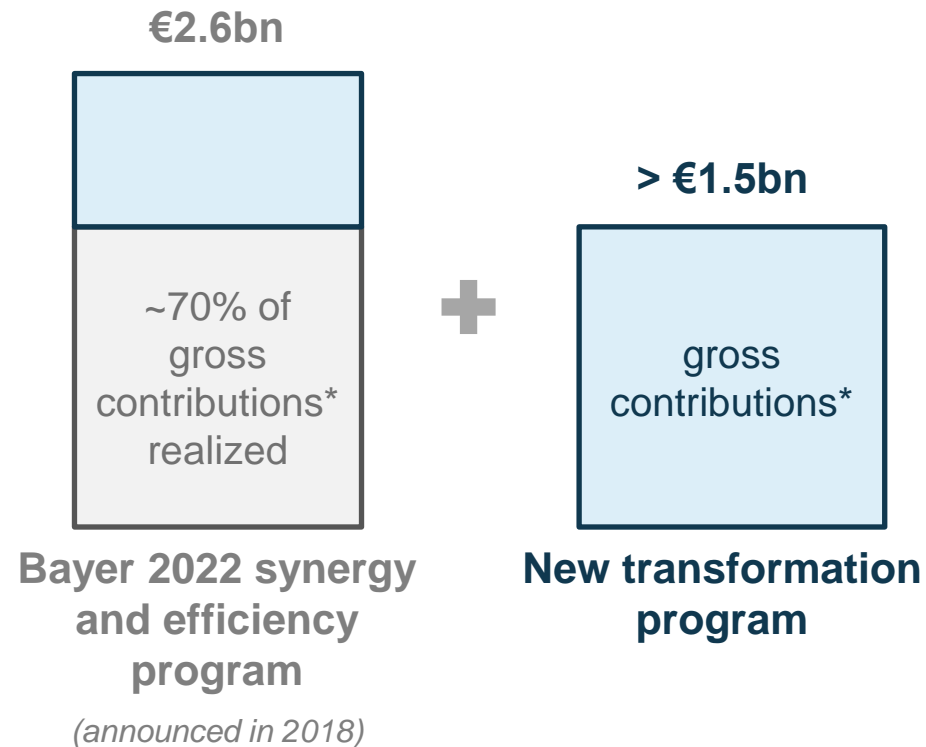 €2.6bn
~70% of
gross
contributions*
realized
Bayer 2022 synergy
and efficiency
program
(announced in 2018)
> €1.5bn
gross
contributions*
New transformation
program